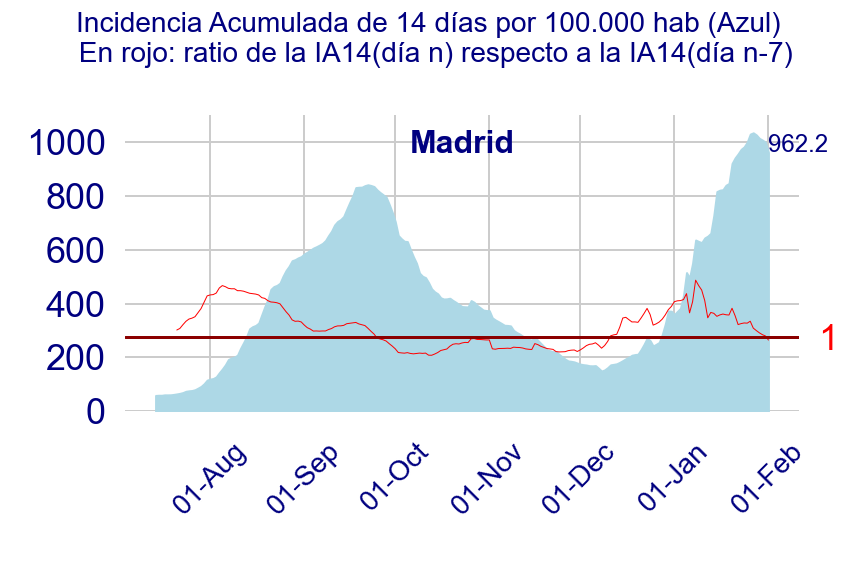 Incidencia Acumulada de 14 días por 100.000 hab (Azul)
En rojo: ratio de la IA14(día n) respecto a la IA14(día n-7)
Madrid
1000
962.2
800
600
400
1
200
0
01-Aug
01-Sep
01-Oct
01-Nov
01-Dec
01-Jan
01-Feb